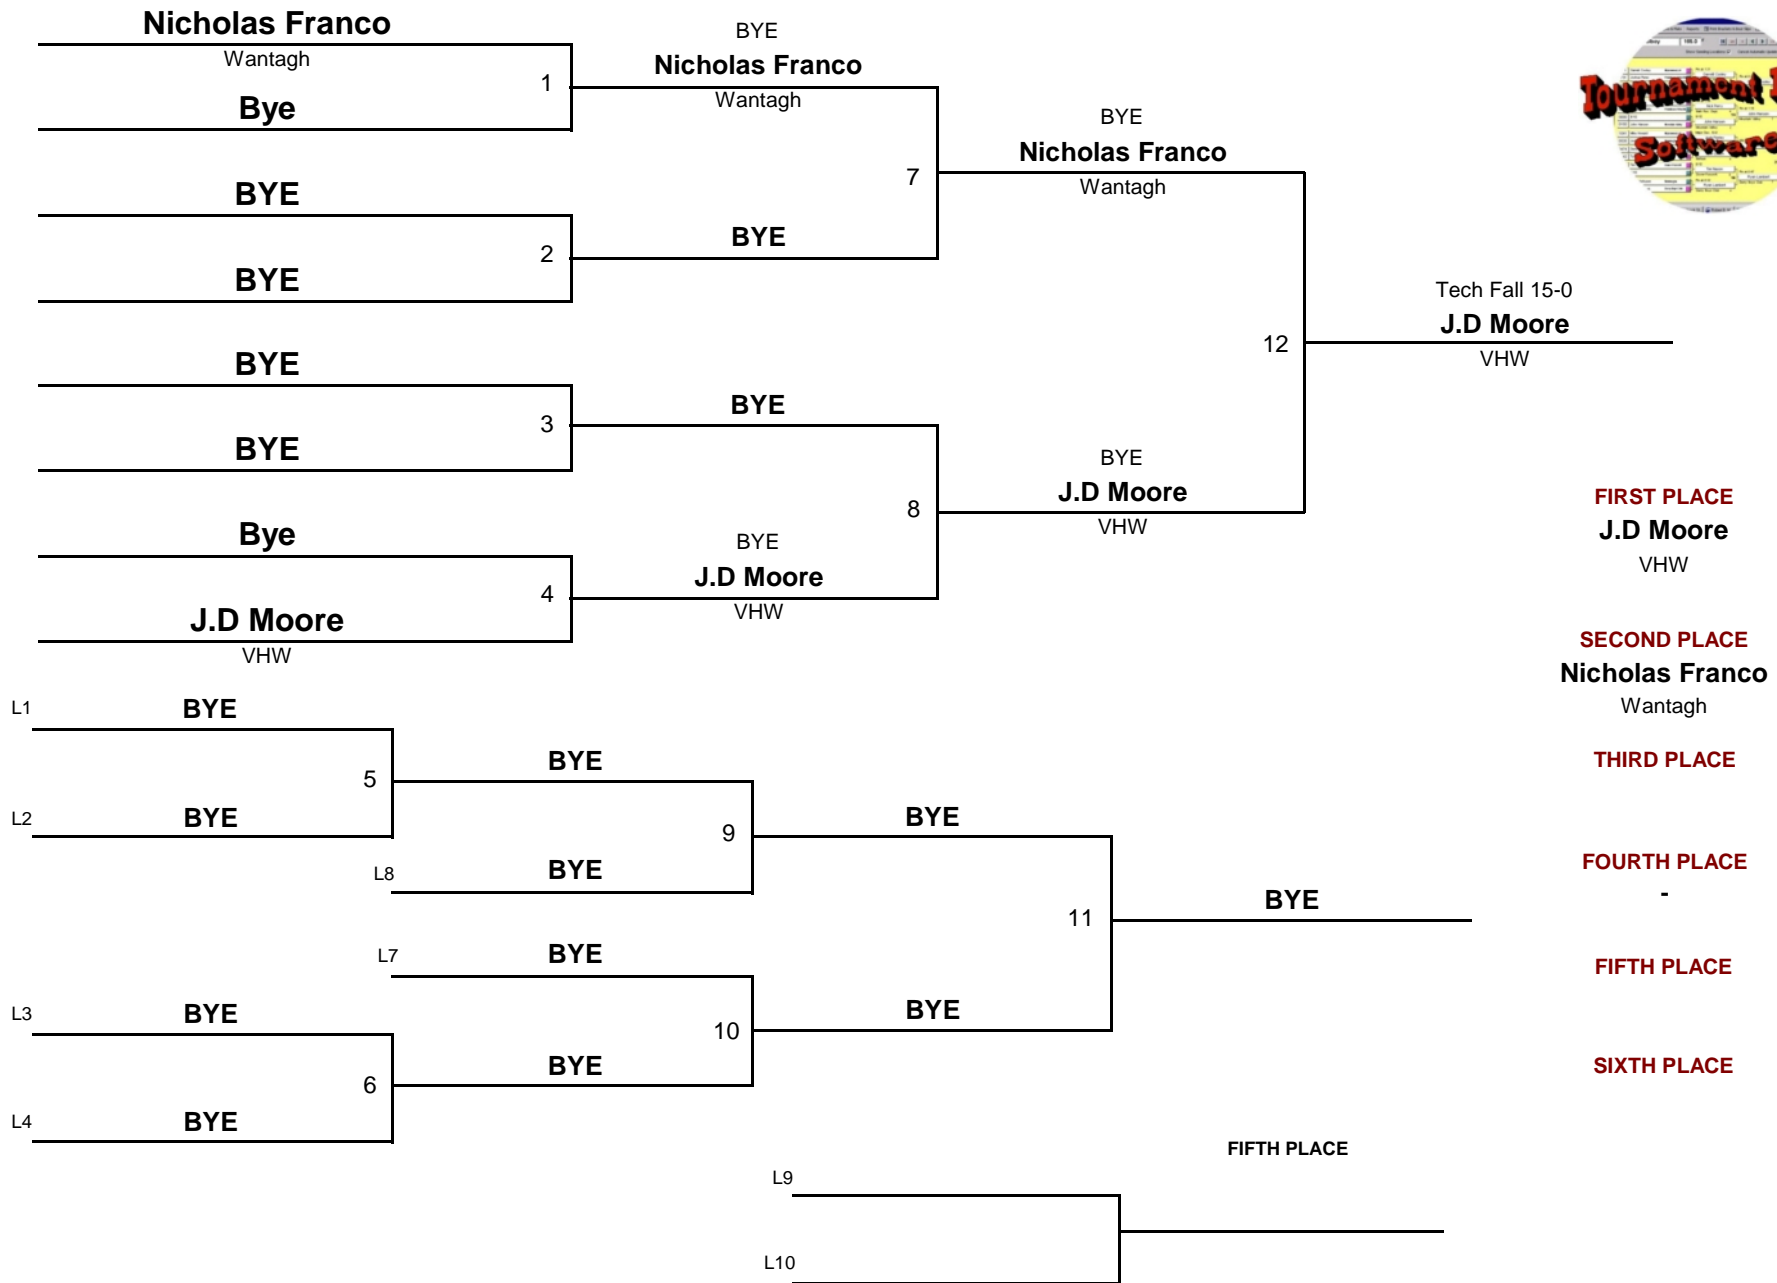 Nicholas Franco
Wantagh
Bye
1
BYE
Nicholas Franco
Wantagh
BYE
BYE
2
BYE
7
BYE
Nicholas Franco
Wantagh
BYE
BYE
3
BYE
Bye
J.D Moore
VHW
4
BYE
J.D Moore
VHW
8
BYE
J.D Moore
VHW
12
Tech Fall 15-0
J.D Moore
VHW
Tournament
Software
FIRST PLACE
J.D Moore
VHW
SECOND PLACE
Nicholas Franco
Wantagh
THIRD PLACE
FOURTH PLACE
-
FIFTH PLACE
SIXTH PLACE
L1 BYE
L2 BYE
5
BYE
L8 BYE
9
BYE
L7 BYE
L3 BYE
L4 BYE
6
BYE
10
BYE
11
BYE
FIFTH PLACE
L9
L10